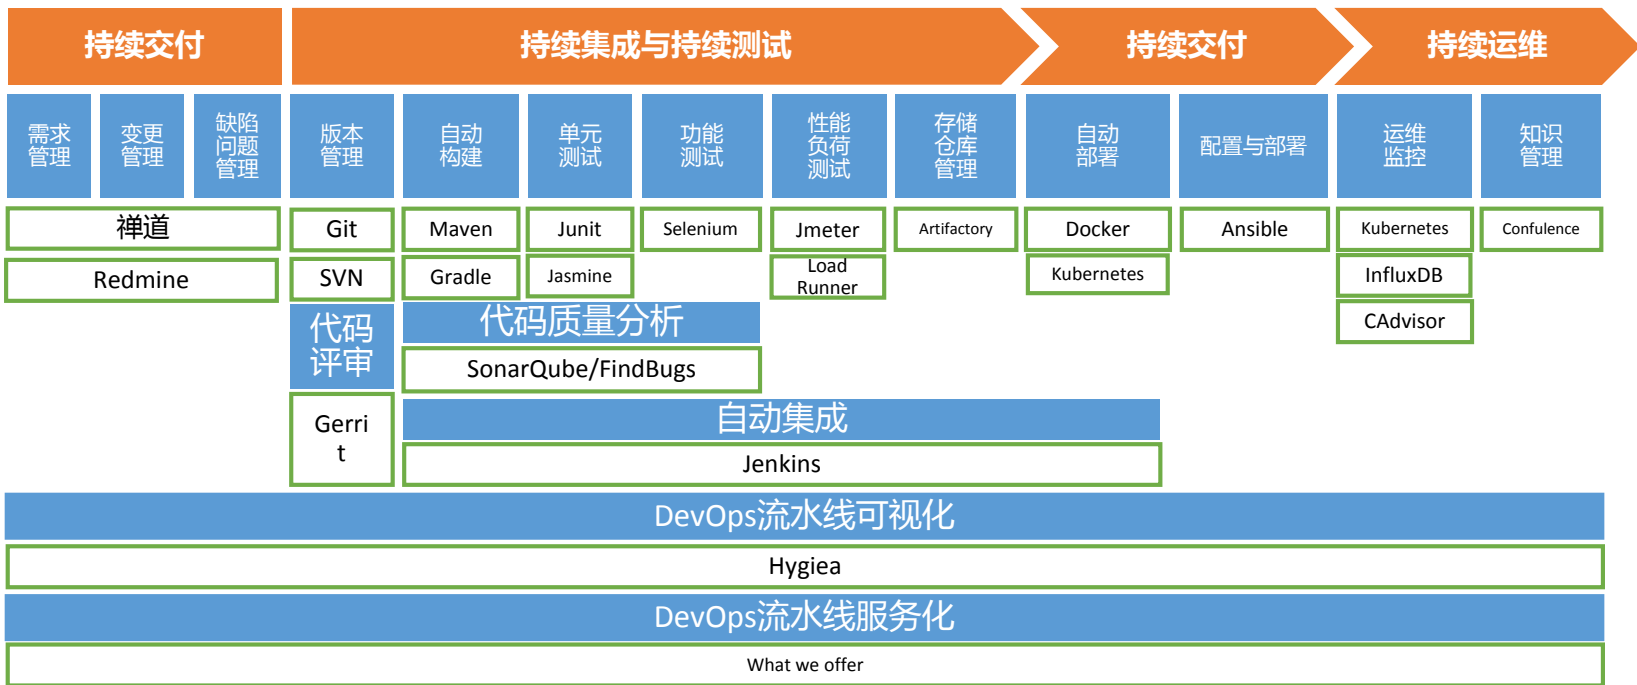 持续交付
持续集成与持续测试
持续交付
持续运维
需求
管理
变更
管理
缺陷
问题
管理
版本
管理
自动
构建
单元
测试
功能
测试
性能
负荷
测试
存储
仓库
管理
自动
部署
配置与部署
运维
监控
知识
管理
禅道
Git
Maven
Junit
Selenium
Jmeter
Artifactory
Docker
Ansible
Kubernetes
Confulence
Redmine
SVN
Gradle
Jasmine
Load
Runner
Kubernetes
InfluxDB
CAdvisor
代码
评审
代码质量分析
SonarQube/FindBugs
Gerri
t
自动集成
Jenkins
DevOps流水线可视化
Hygiea
DevOps流水线服务化
What we offer